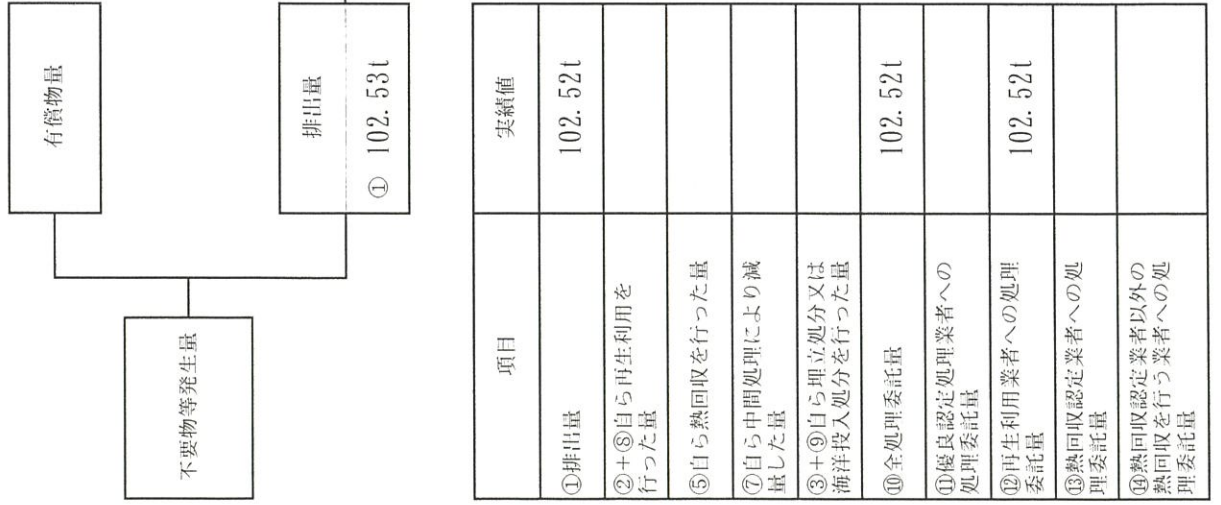 不要物等発生量
有償物量
排出量
① 102.53t
項目
実績値
①排出量
102.52t
②+⑧自ら再生利用を
行った量
⑤自ら熱回収を行った量
⑦自ら中間処理により減
量した量
③+⑨自ら埋立処分又は
海洋投入処分を行った量
⑩全処理委託量
102.52t
⑪優良認定処理業者への
処理委託量
⑫再生利用業者への処理
委託量
102.52t
⑬熱回収認定業者への処
理委託量
⑭熱回収認定業者以外の
熱回収を行う業者への処
理委託量